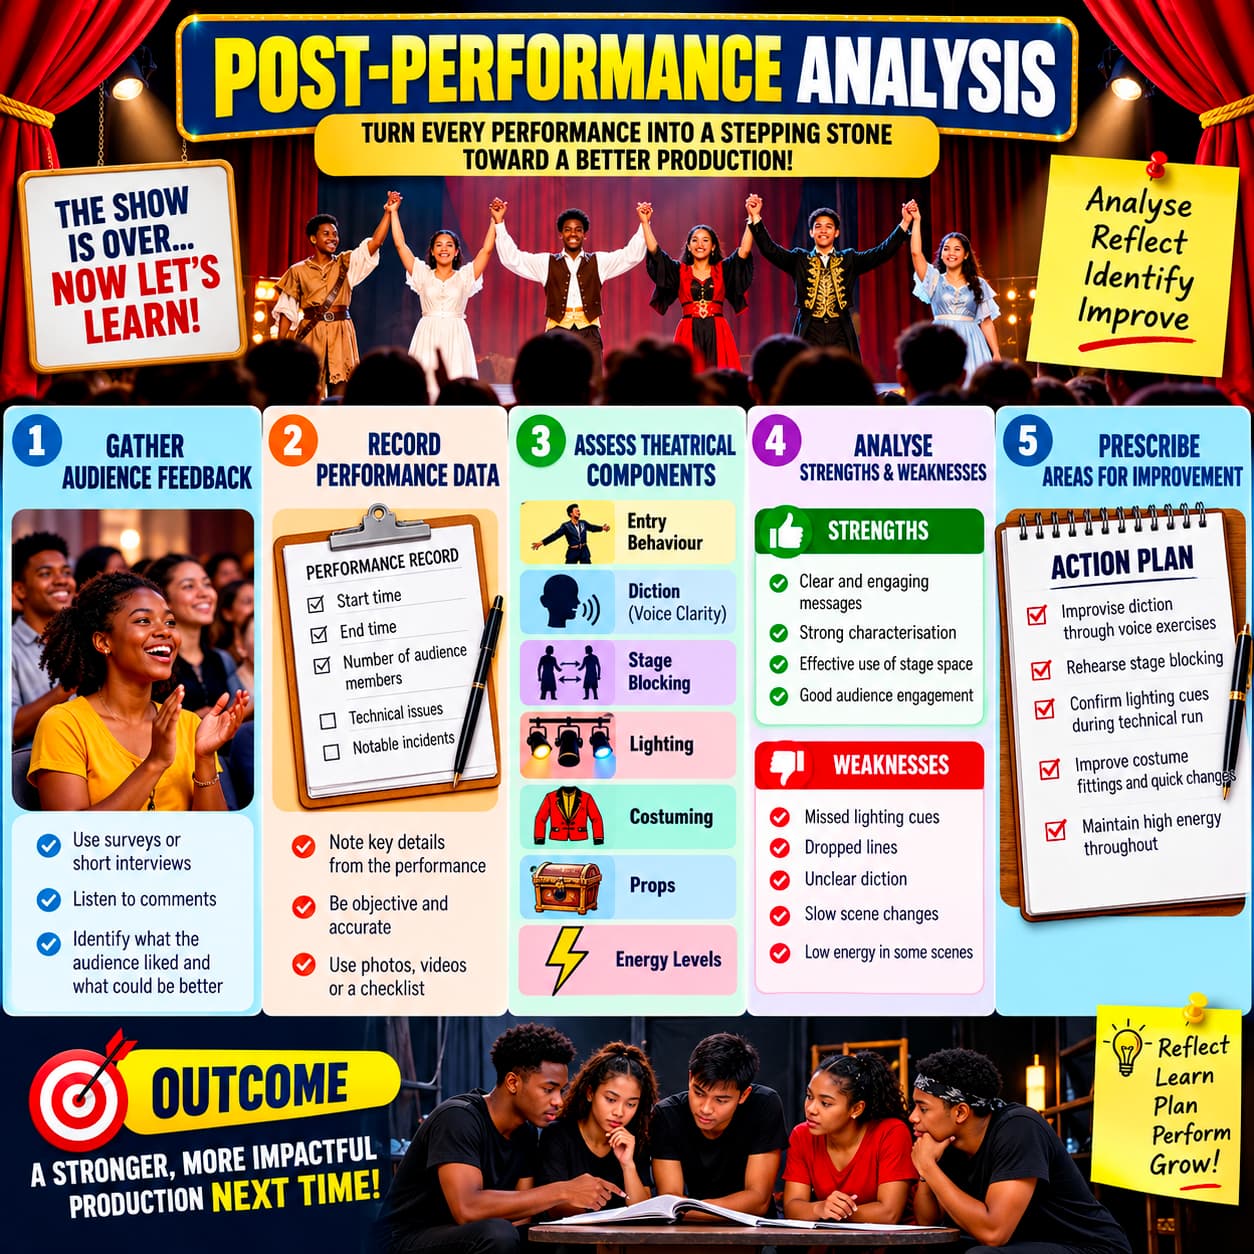 POST-PERFORMANCE ANALYSIS
TURN EVERY PERFORMANCE INTO A STEPPING STONE
TOWARD A BETTER PRODUCTION!
THE SHOW
IS OVER...
NOW LET'S
LEARN!
Analyse
Reflect
Identify
Improve
1
GATHER
AUDIENCE FEEDBACK
Use surveys or
short interviews
Listen to comments
Identify what the
audience liked and
what could be better
2
RECORD
PERFORMANCE DATA
PERFORMANCE RECORD
Start time
End time
Number of audience
members
Technical issues
Notable incidents
Note key details
from the performance
Be objective and
accurate
Use photos, videos
or a checklist
3
ASSESS THEATRICAL
COMPONENTS
Entry
Behaviour
Diction
(Voice Clarity)
Stage
Blocking
Lighting
Costuming
Props
Energy Levels
4
ANALYSE
STRENGTHS & WEAKNESSES
STRENGTHS
Clear and engaging
messages
Strong characterisation
Effective use of stage space
Good audience engagement
WEAKNESSES
Missed lighting cues
Dropped lines
Unclear diction
Slow scene changes
Low energy in some scenes
5
PRESCRIBE
AREAS FOR IMPROVEMENT
ACTION PLAN
Improvise diction
through voice exercises
Rehearse stage blocking
Confirm lighting cues
during technical run
Improve costume
fittings and quick changes
Maintain high energy
throughout
OUTCOME
A STRONGER, MORE IMPACTFUL
PRODUCTION NEXT TIME!
Reflect
Learn
Plan
Perform
Grow!